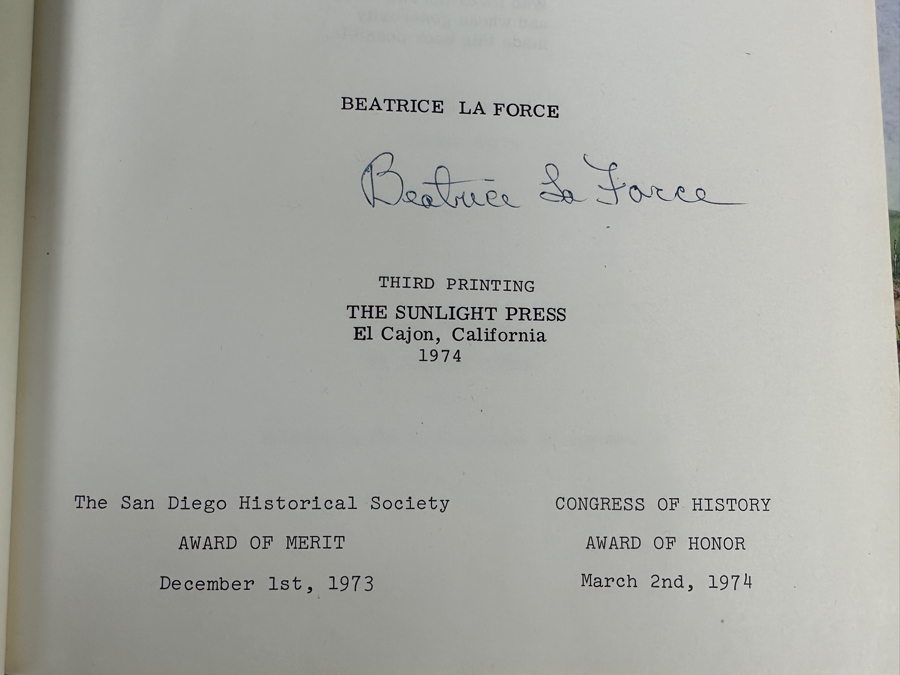 BEATRICE LA FORCE
Beatrice La Force
THIRD PRINTING
THE SUNLIGHT PRESS
El Cajon, California
1974
The San Diego Historical Society
AWARD OF MERIT
December 1st, 1973
CONGRESS OF HISTORY
AWARD OF HONOR
March 2nd, 1974